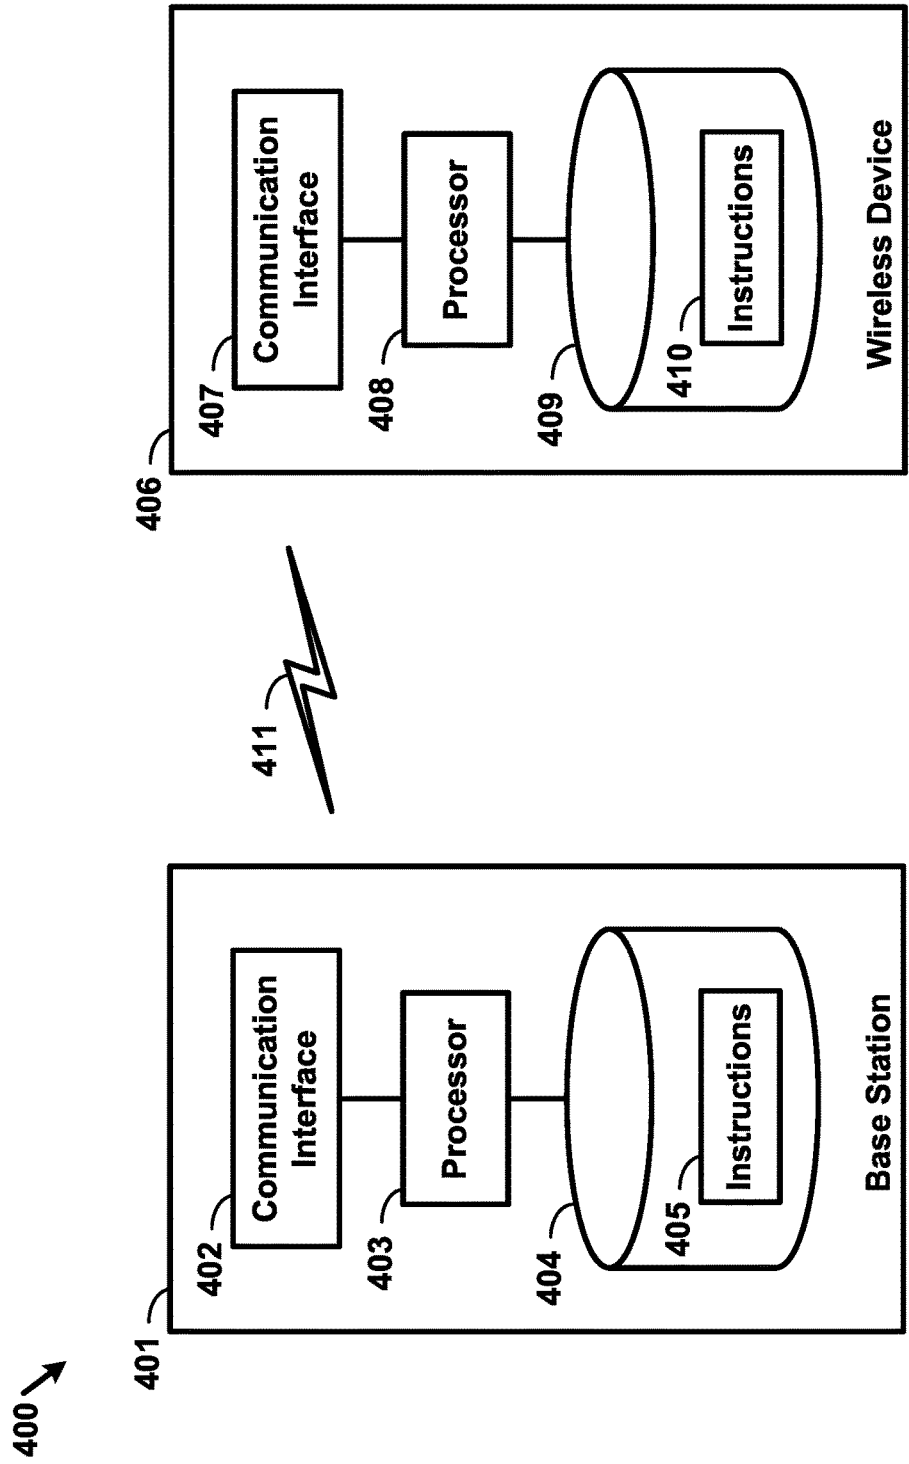 400
401
402
Communication
Interface
403
Processor
404
405
Instructions
Base Station
411
406
407
Communication
Interface
408
Processor
409
410
Instructions
Wireless Device